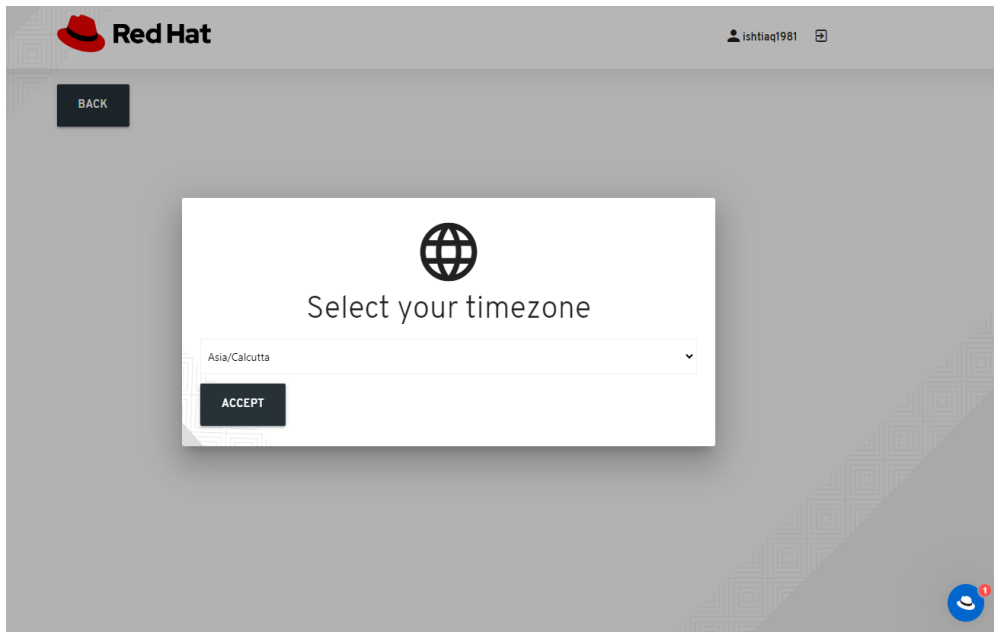 Red Hat
ishtiaq1981
BACK
Select your timezone
Asia/Calcutta
ACCEPT
1